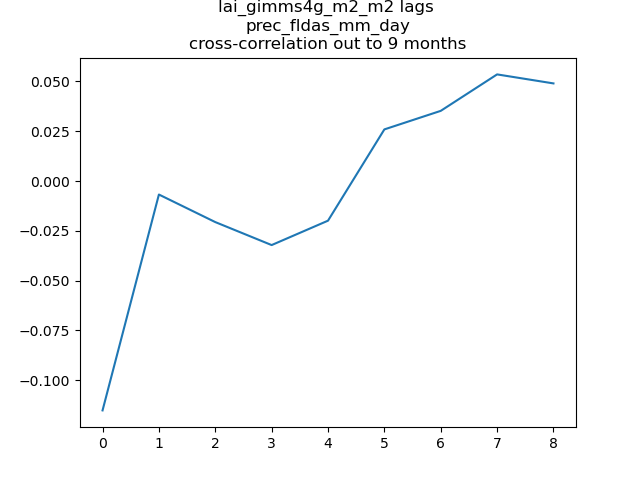 lai_gimms4g_m2_m2 lags
prec_fldas_mm_day
cross-correlation out to 9 months
0.050
0.025
0.000
−0.025
−0.050
−0.075
−0.100
0 1 2 3 4 5 6 7 8